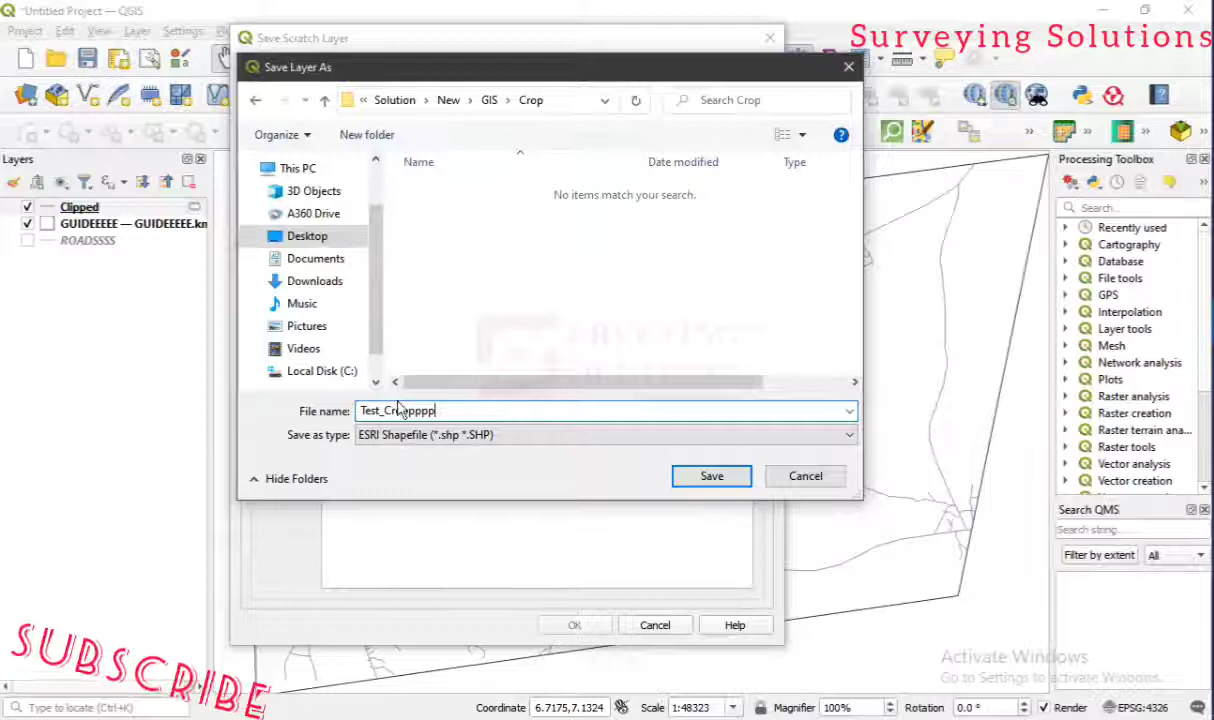 *Untitled Project — QGIS
Surveying Solutions
Project Edit View Layer Settings
Save Scratch Layer
Save Layer As
« Solution > New > GIS > Crop
Search Crop
Organize
New folder
Layers
Clipped
GUIDEEEE — GUIDEEEE.km
ROADSSSS
This PC
3D Objects
A360 Drive
Desktop
Documents
Downloads
Music
Pictures
Videos
Local Disk (C:)
Name
Date modified
Type
No items match your search.
File name:
Save as type: ESRI Shapefile (*.shp *.SHP)
Hide Folders
Save
Cancel
OK
Cancel
Help
Processing Toolbox
Search...
Recently used
Cartography
Database
File tools
GPS
Interpolation
Layer tools
Mesh
Network analysis
Plots
Raster analysis
Raster creation
Raster terrain ana...
Raster tools
Vector analysis
Vector creation
Search QMS
Search string...
Filter by extent
All
Activate Windows
Go to Settings to activate Windows.
SUBSCRIBE
Type to locate (Ctrl+K)
Coordinate 6.7175,7.1324
Scale 1:48323
Magnifier 100%
Rotation 0.0 °
Render
EPSG:4326